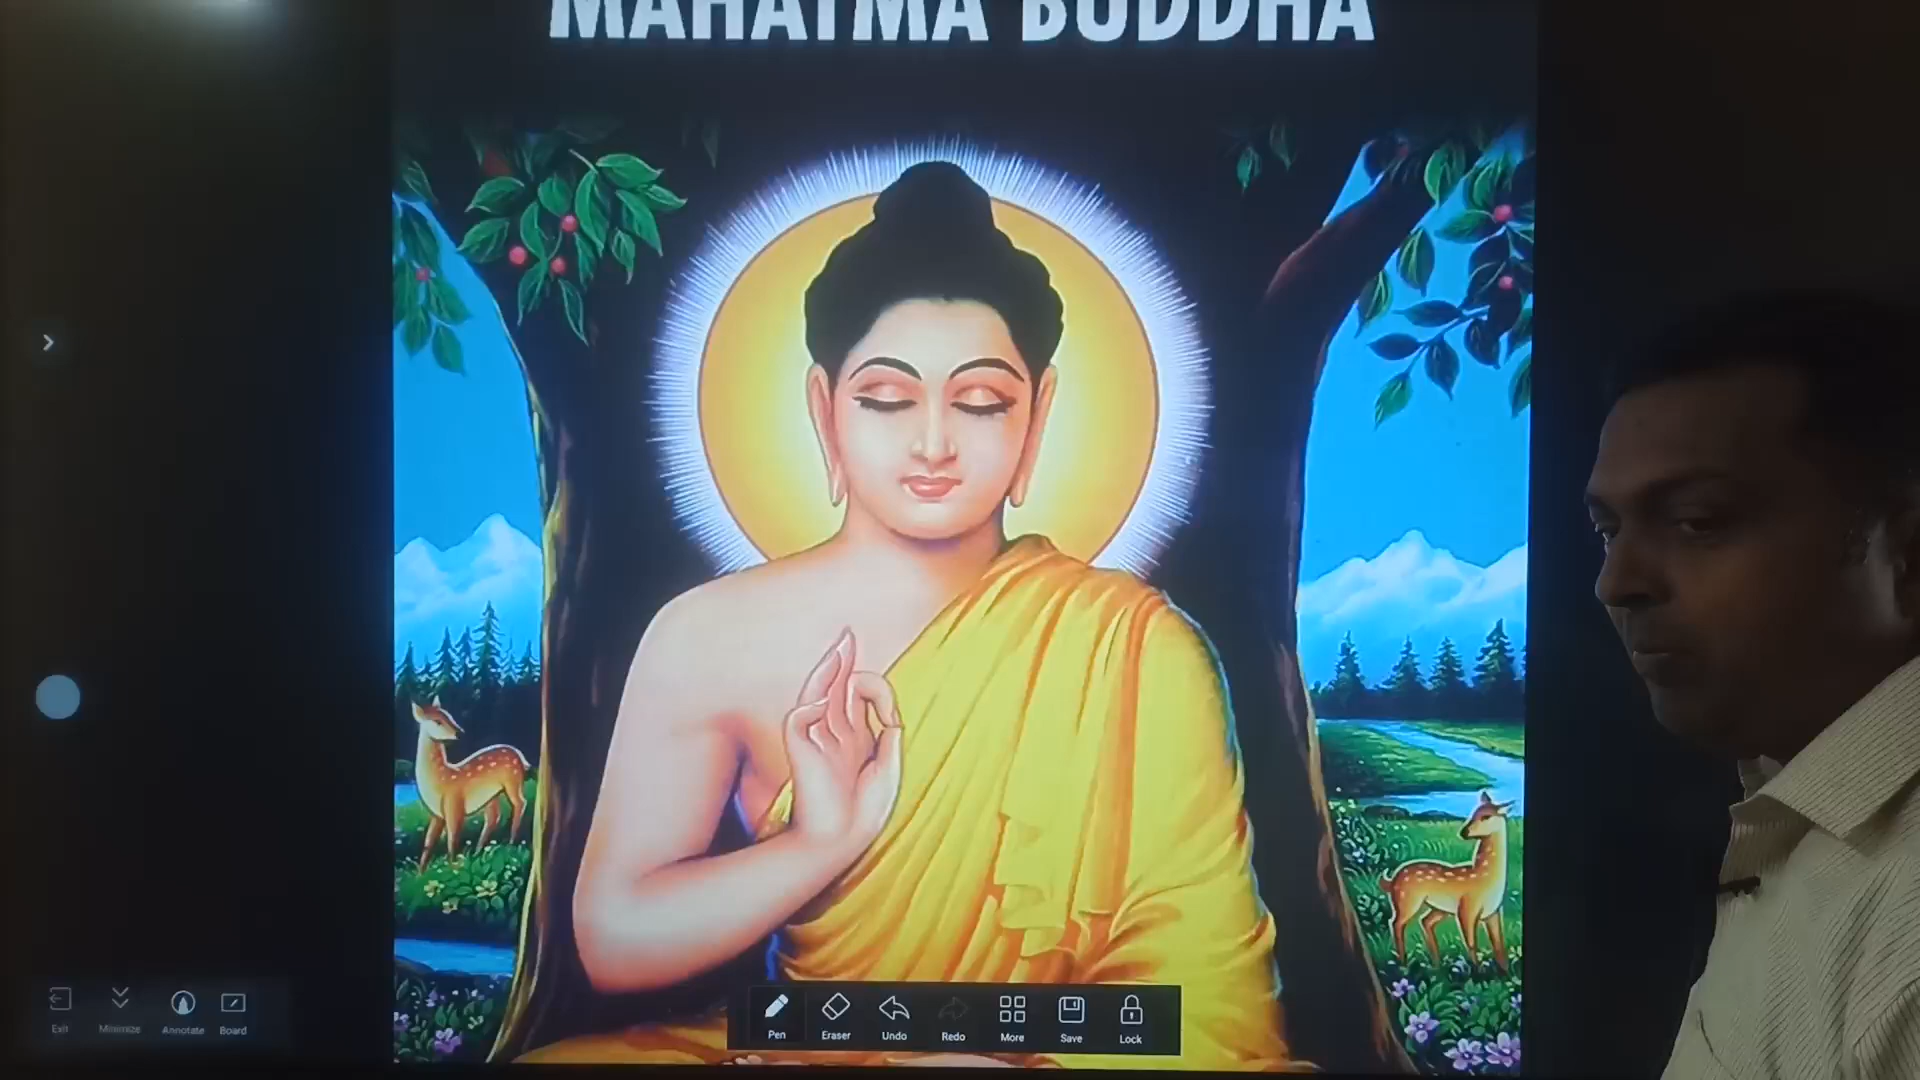 MAHATMA BUDDHA
Exit
Minimize
Annotate
Board
Pen
Eraser
Undo
Redo
More
Save
Lock